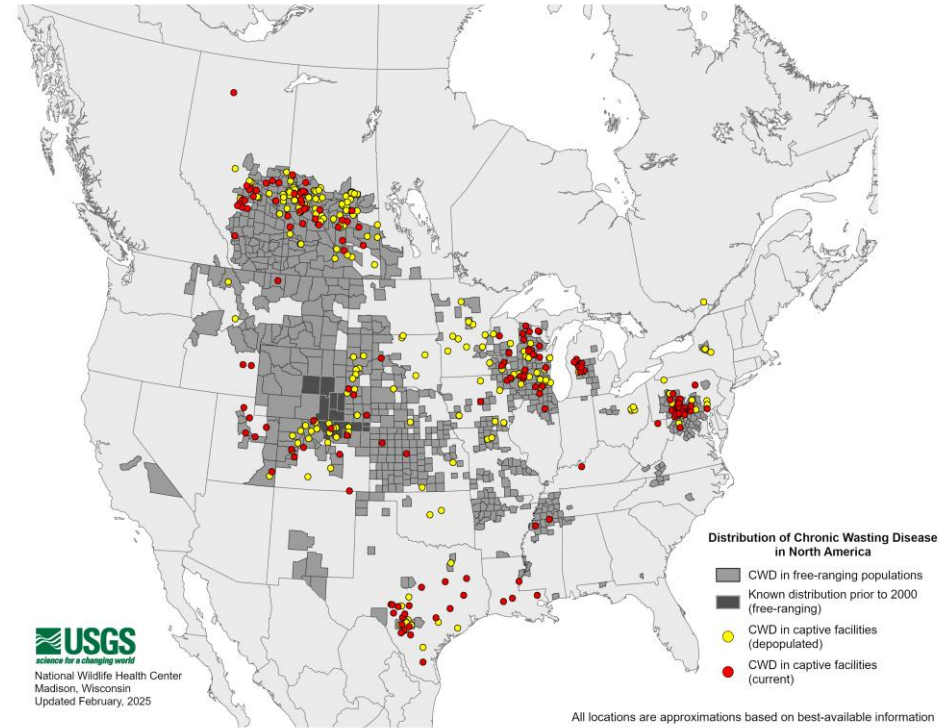 Distribution of Chronic Wasting Disease
in North America
CWD in free-ranging populations
Known distribution prior to 2000
(free-ranging)
CWD in captive facilities
(depopulated)
CWD in captive facilities
(current)
USGS
science for a changing world
National Wildlife Health Center
Madison, Wisconsin
Updated February, 2025
All locations are approximations based on best-available information